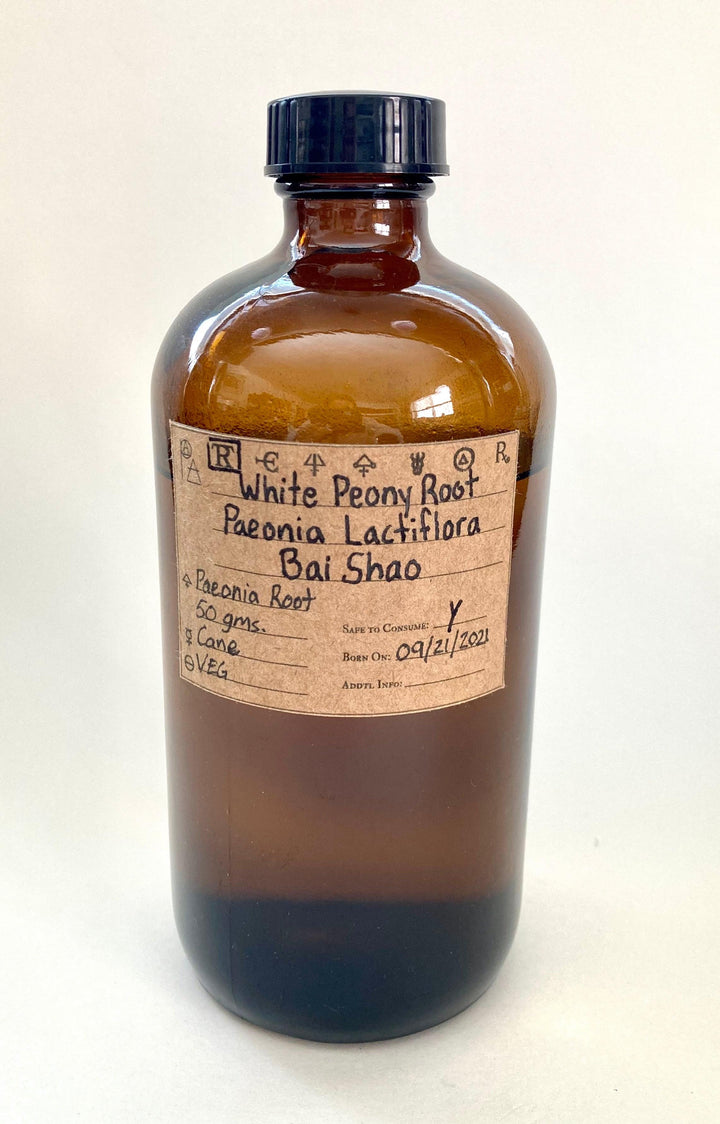 R ℞
White Peony Root
Paeonia Lactiflora
Bai Shao
Paeonia Root
50 gms.
Cane
VEG
Safe to Consume: Y
Born On: 09/21/2021
Addtl Info: